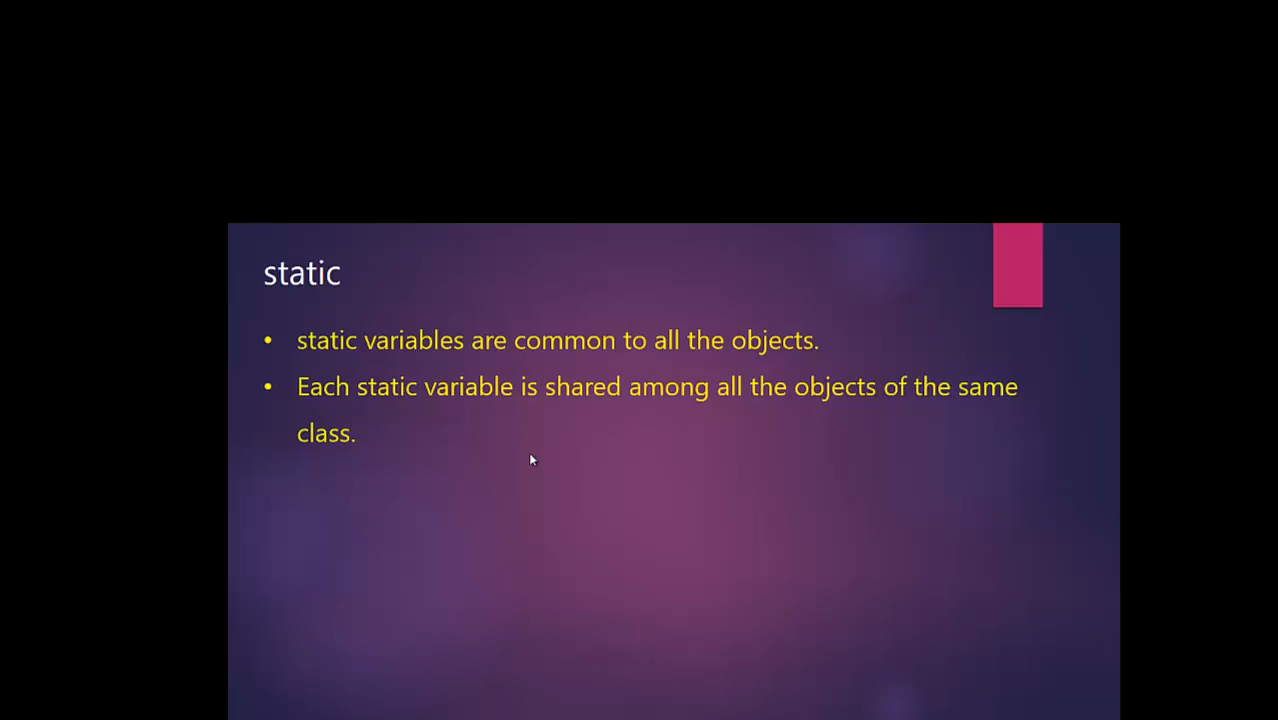 static
• static variables are common to all the objects.
• Each static variable is shared among all the objects of the same
class.